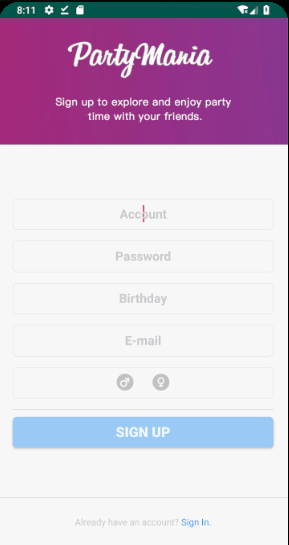 8:11
PartyMania
Sign up to explore and enjoy party
time with your friends.
Account
Password
Birthday
E-mail
SIGN UP
Already have an account? Sign In.